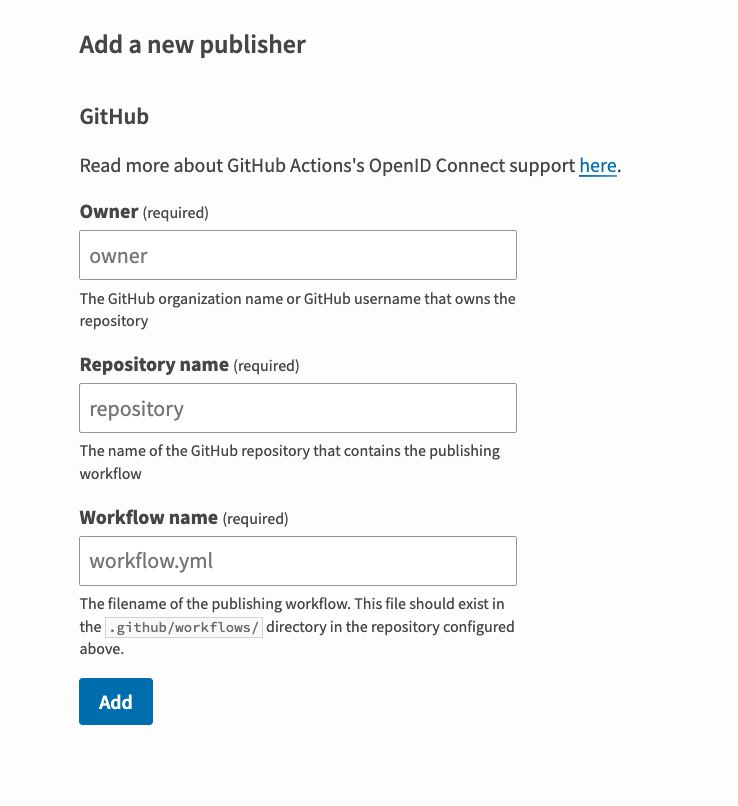 Add a new publisher
GitHub
Read more about GitHub Actions's OpenID Connect support here.
Owner (required)
owner
The GitHub organization name or GitHub username that owns the
repository
Repository name (required)
repository
The name of the GitHub repository that contains the publishing
workflow
Workflow name (required)
workflow.yml
The filename of the publishing workflow. This file should exist in
the .github/workflows/ directory in the repository configured
above.
Add